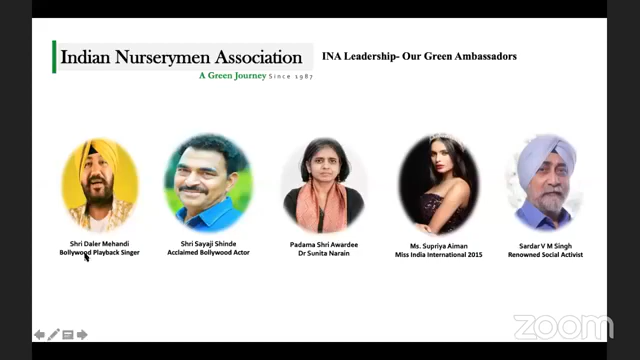 Indian Nurserymen Association
INA Leadership- Our Green Ambassadors
A Green Journey Since 1987
Shri Daler Mehandi
Bollywood Playback Singer
Shri Sayaji Shinde
Acclaimed Bollywood Actor
Padama Shri Awardee
Dr Sunita Narain
Ms. Supriya Aiman
Miss India International 2015
Sardar V M Singh
Renowned Social Activist
zoom